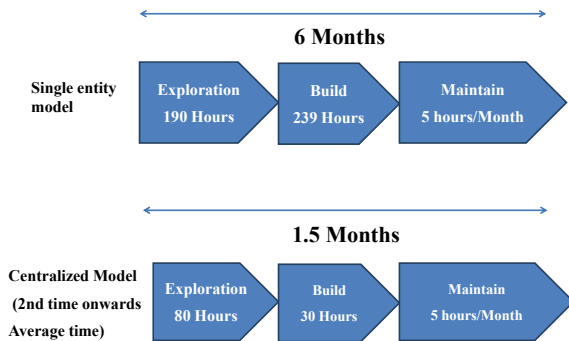 6 Months
Single entity
model
Exploration
190 Hours
Build
239 Hours
Maintain
5 hours/Month
1.5 Months
Centralized Model
(2nd time onwards
Average time)
Exploration
80 Hours
Build
30 Hours
Maintain
5 hours/Month